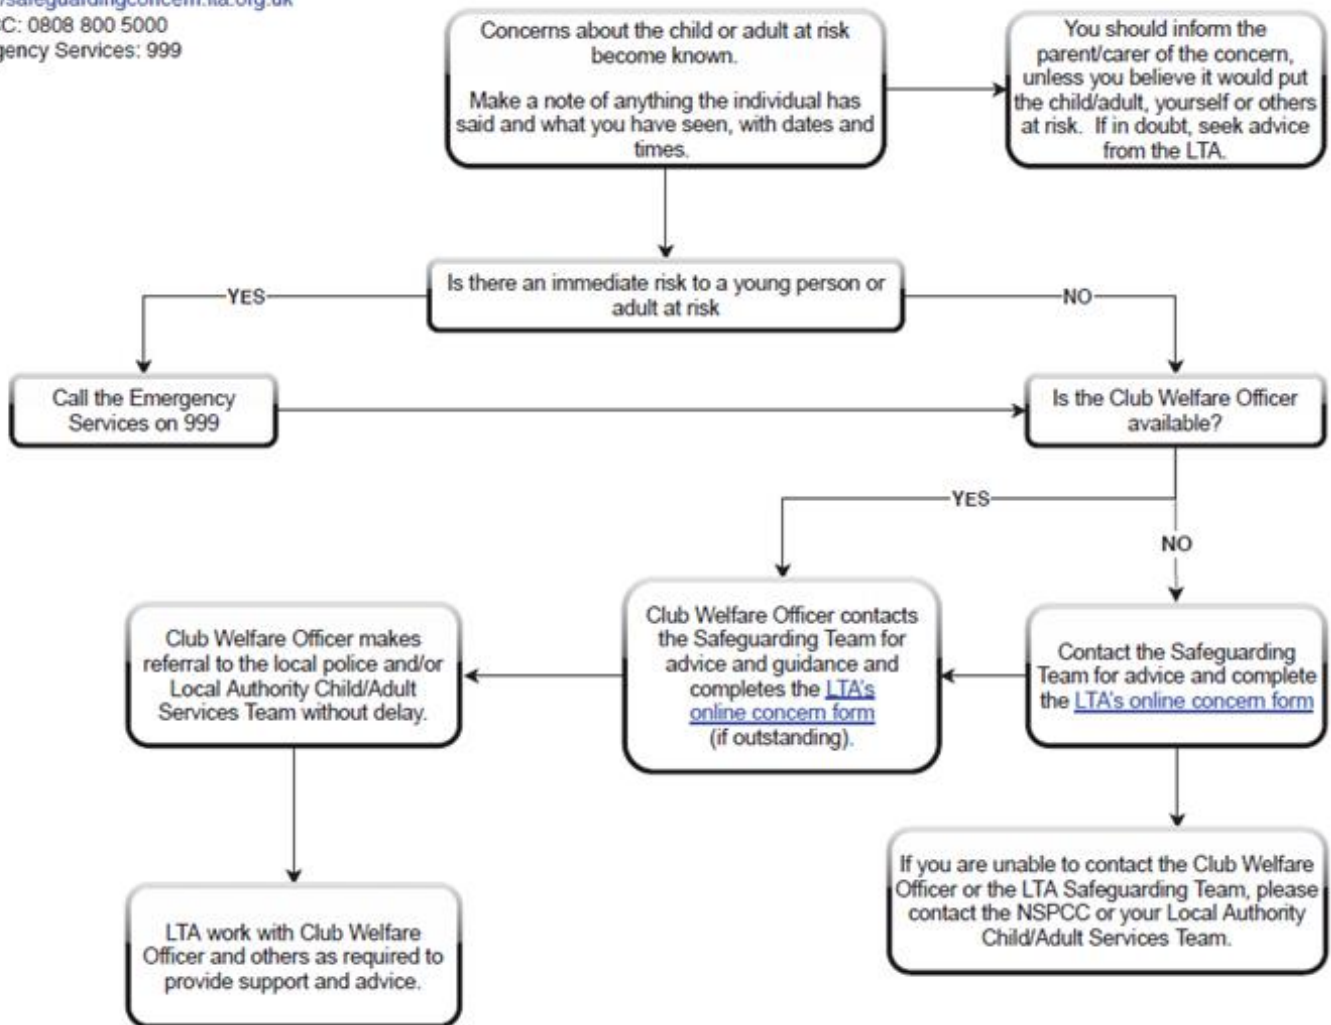 safeguardingconcern.lta.org.uk
C: 0808 800 5000
gency Services: 999
Concerns about the child or adult at risk
become known.
Make a note of anything the individual has
said and what you have seen, with dates and
times.
You should inform the
parent/carer of the concern,
unless you believe it would put
the child/adult, yourself or others
at risk. If in doubt, seek advice
from the LTA.
Is there an immediate risk to a young person or
adult at risk
YES
NO
Call the Emergency
Services on 999
Is the Club Welfare Officer
available?
YES
NO
Club Welfare Officer makes
referral to the local police and/or
Local Authority Child/Adult
Services Team without delay.
Club Welfare Officer contacts
the Safeguarding Team for
advice and guidance and
completes the LTA's
online concern form
(if outstanding).
Contact the Safeguarding
Team for advice and complete
the LTA's online concern form
If you are unable to contact the Club Welfare
Officer or the LTA Safeguarding Team, please
contact the NSPCC or your Local Authority
Child/Adult Services Team.
LTA work with Club Welfare
Officer and others as required to
provide support and advice.